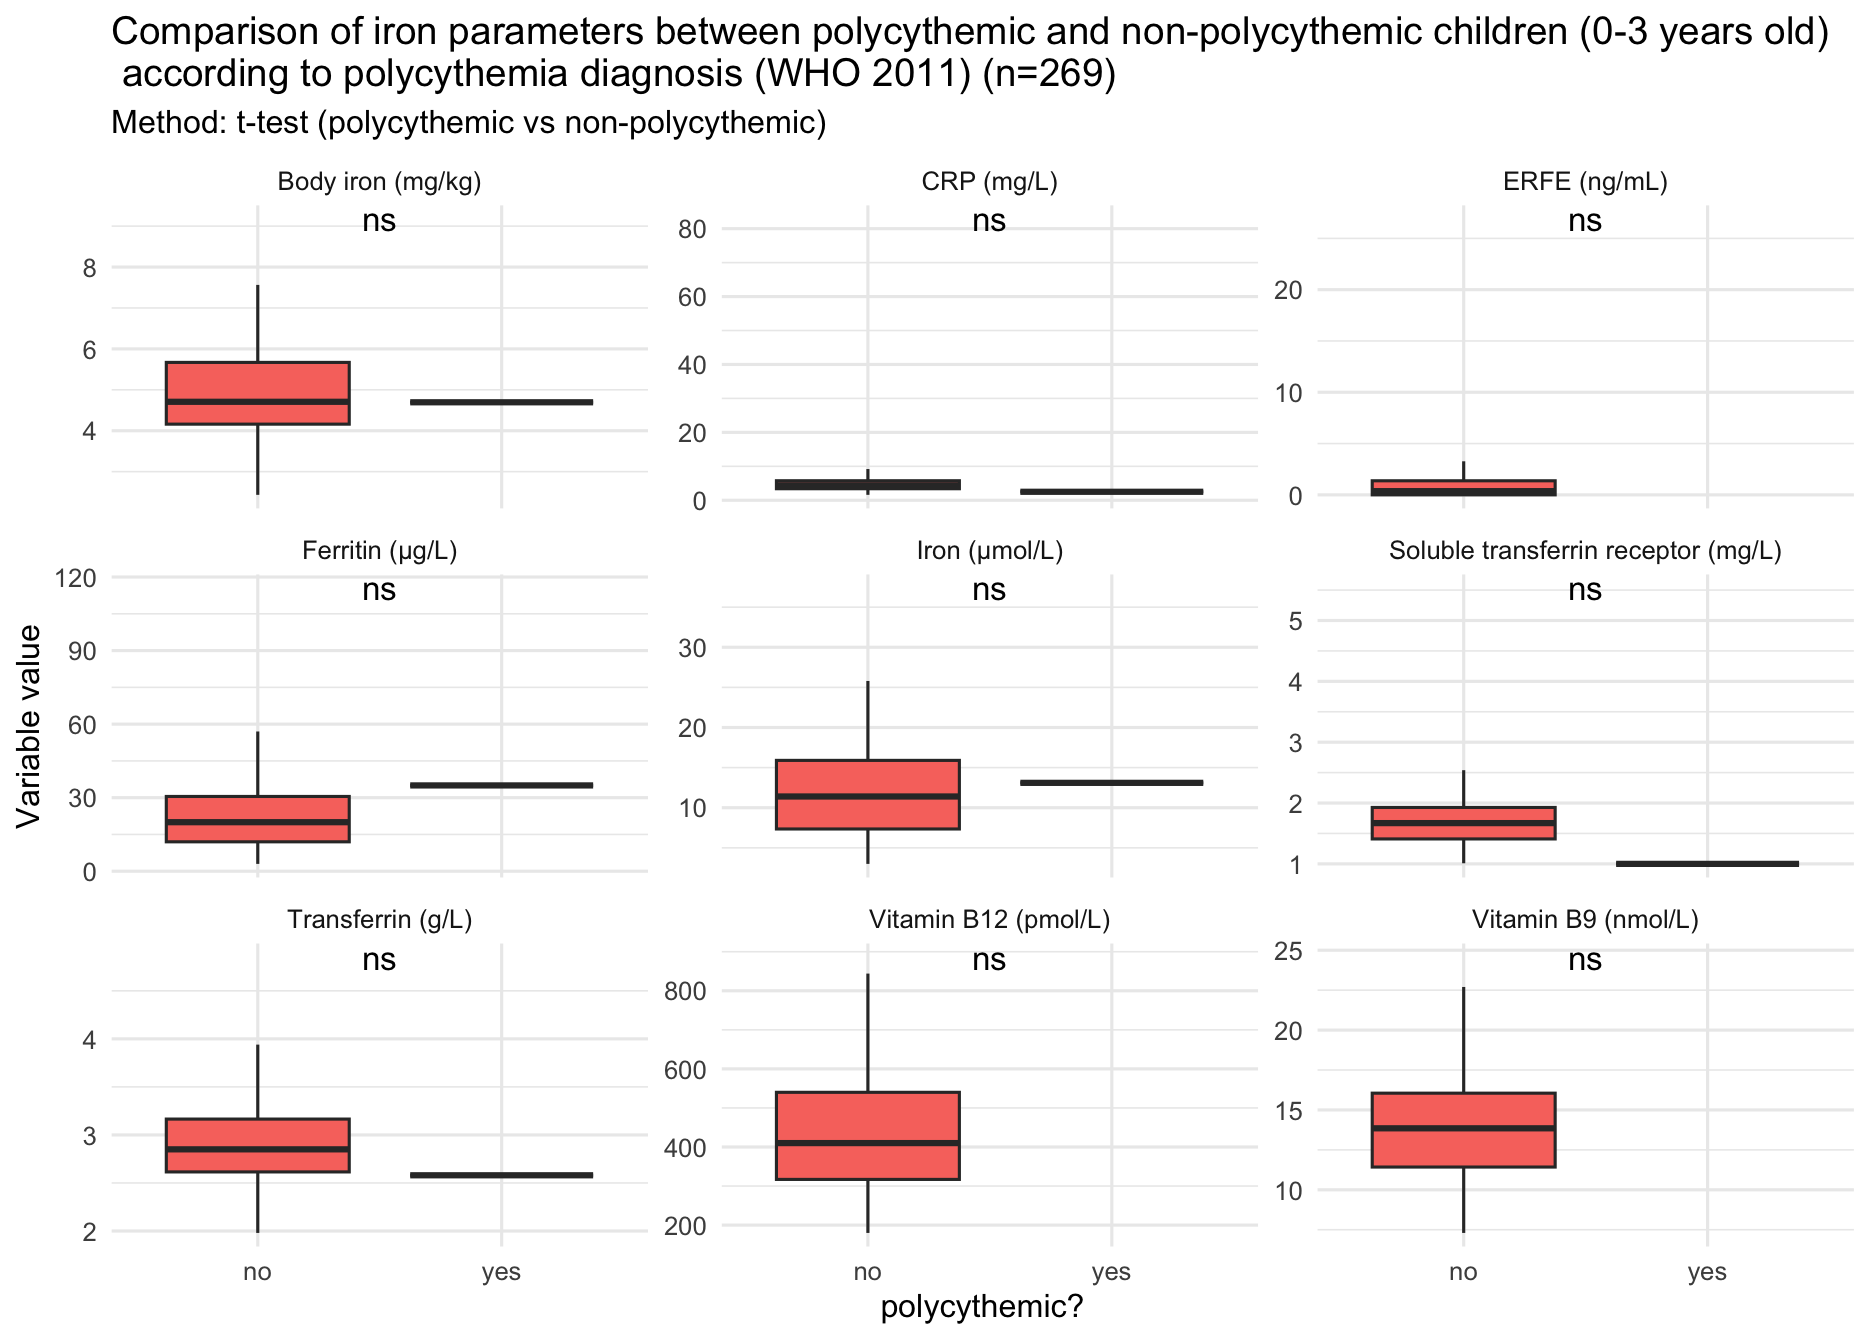 Comparison of iron parameters between polycythemic and non-polycythemic children (0-3 years old)
according to polycythemia diagnosis (WHO 2011) (n=269)
Method: t-test (polycythemic vs non-polycythemic)
Body iron (mg/kg)
ns
8
6
4
CRP (mg/L)
ns
80
60
40
20
0
ERFE (ng/mL)
ns
20
10
0
Variable value
Ferritin (µg/L)
ns
120
90
60
30
0
Iron (µmol/L)
ns
30
20
10
Soluble transferrin receptor (mg/L)
ns
5
4
3
2
1
Transferrin (g/L)
ns
4
3
2
no yes
Vitamin B12 (pmol/L)
ns
800
600
400
200
no yes
Vitamin B9 (nmol/L)
ns
25
20
15
10
no yes
polycythemic?